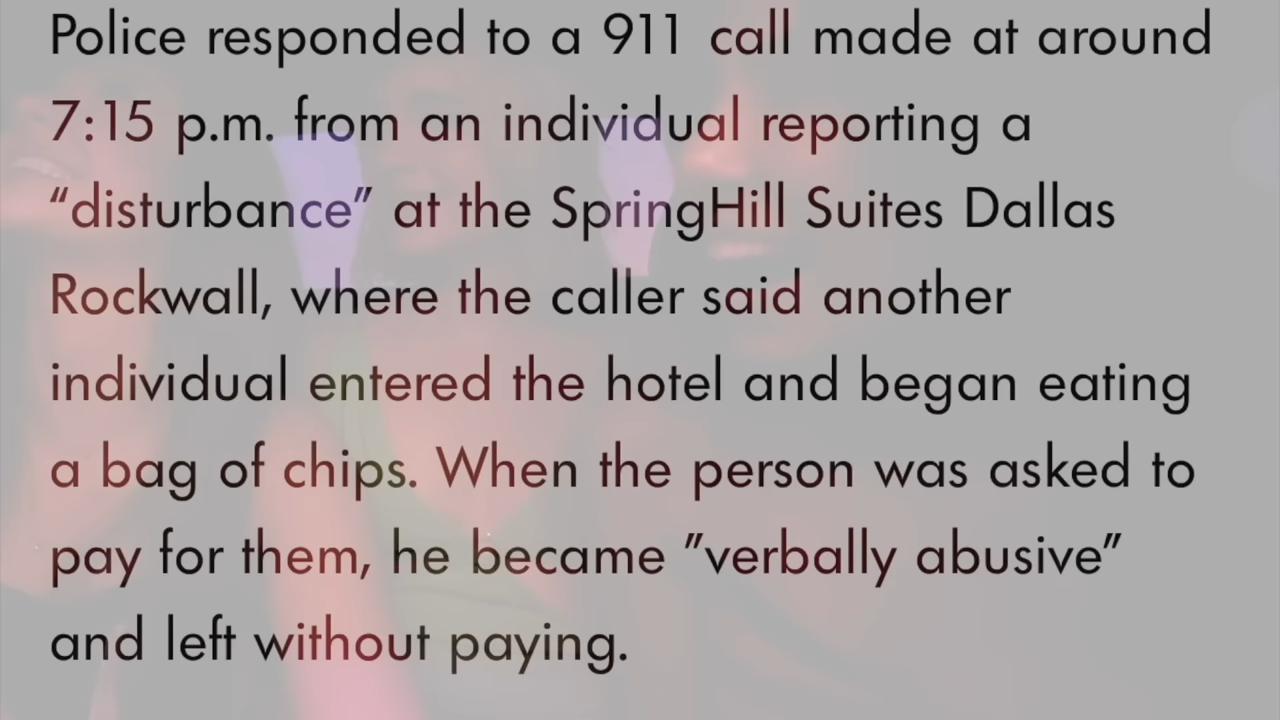 Police responded to a 911 call made at around
7:15 p.m. from an individual reporting a
“disturbance” at the SpringHill Suites Dallas
Rockwall, where the caller said another
individual entered the hotel and began eating
a bag of chips. When the person was asked to
pay for them, he became ”verbally abusive”
and left without paying.